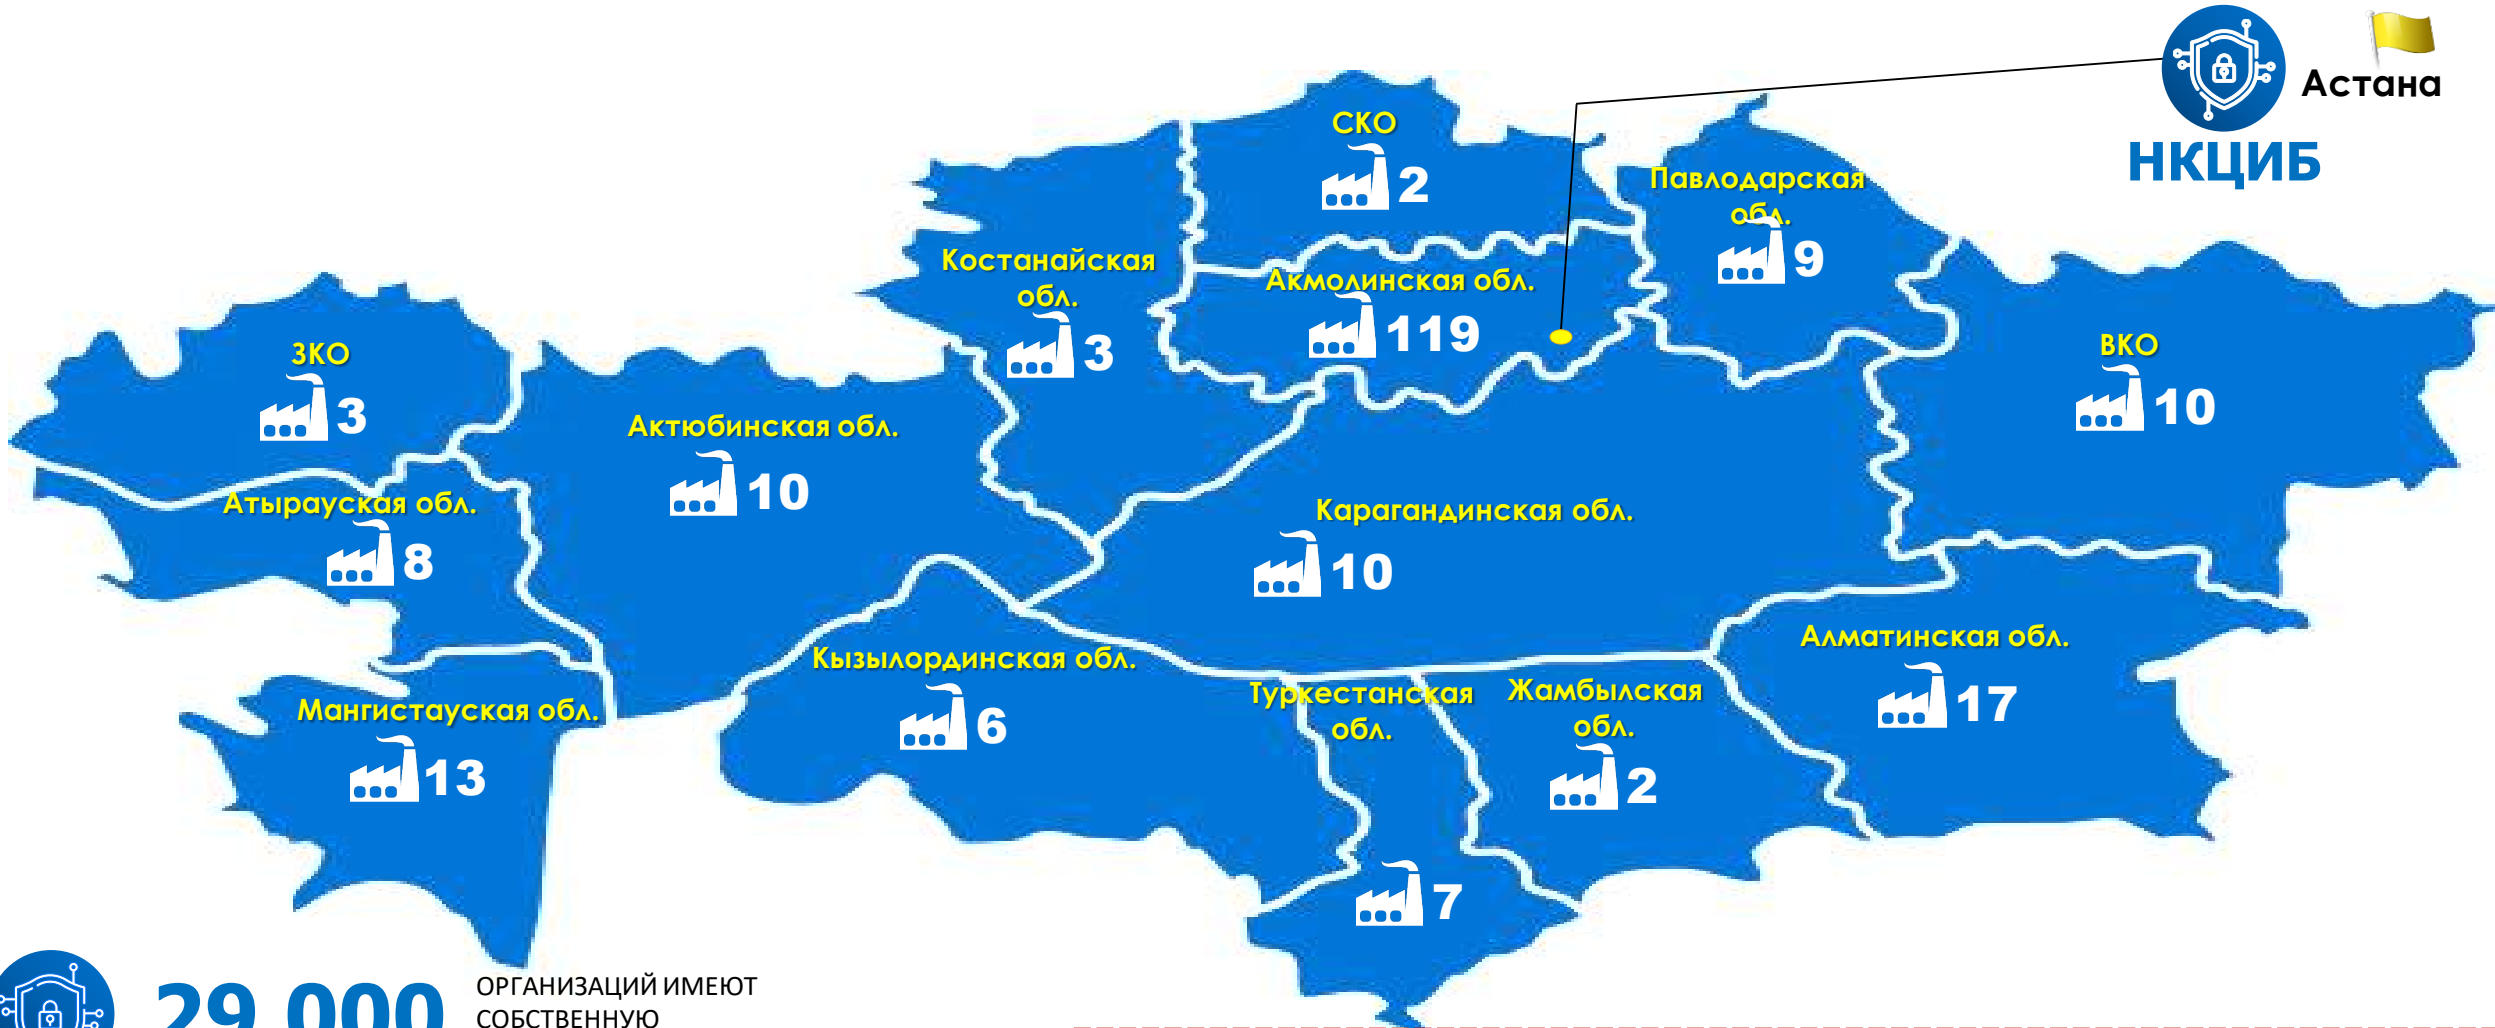 Астана
НКЦИБ
СКО
2
Павлодарская
обл.
9
Костанайская
обл.
3
Акмолинская обл.
119
ЗКО
3
ВКО
10
Актюбинская обл.
10
Атырауская обл.
8
Карагандинская обл.
10
Алматинская обл.
17
Кызылординская обл.
6
Туркестанская
обл.
7
Жамбылская
обл.
2
Мангистауская обл.
13
29 000
ОРГАНИЗАЦИЙ ИМЕЮТ
СОБСТВЕННУЮ